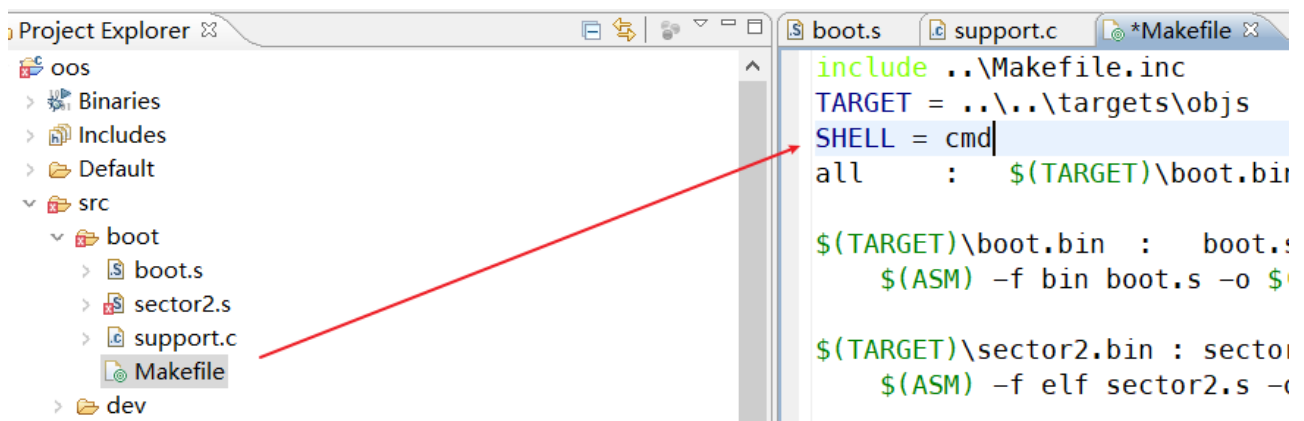 Project Explorer
oos
Binaries
Includes
Default
src
boot
boot.s
sector2.s
support.c
Makefile
dev
boot.s support.c *Makefile
include ..\Makefile.inc
TARGET = ..\..\targets\objs
SHELL = cmd
all : $(TARGET)\boot.bin
$(TARGET)\boot.bin : boot.s
$(ASM) –f bin boot.s –o $
$(TARGET)\sector2.bin : sector
$(ASM) –f elf sector2.s –o